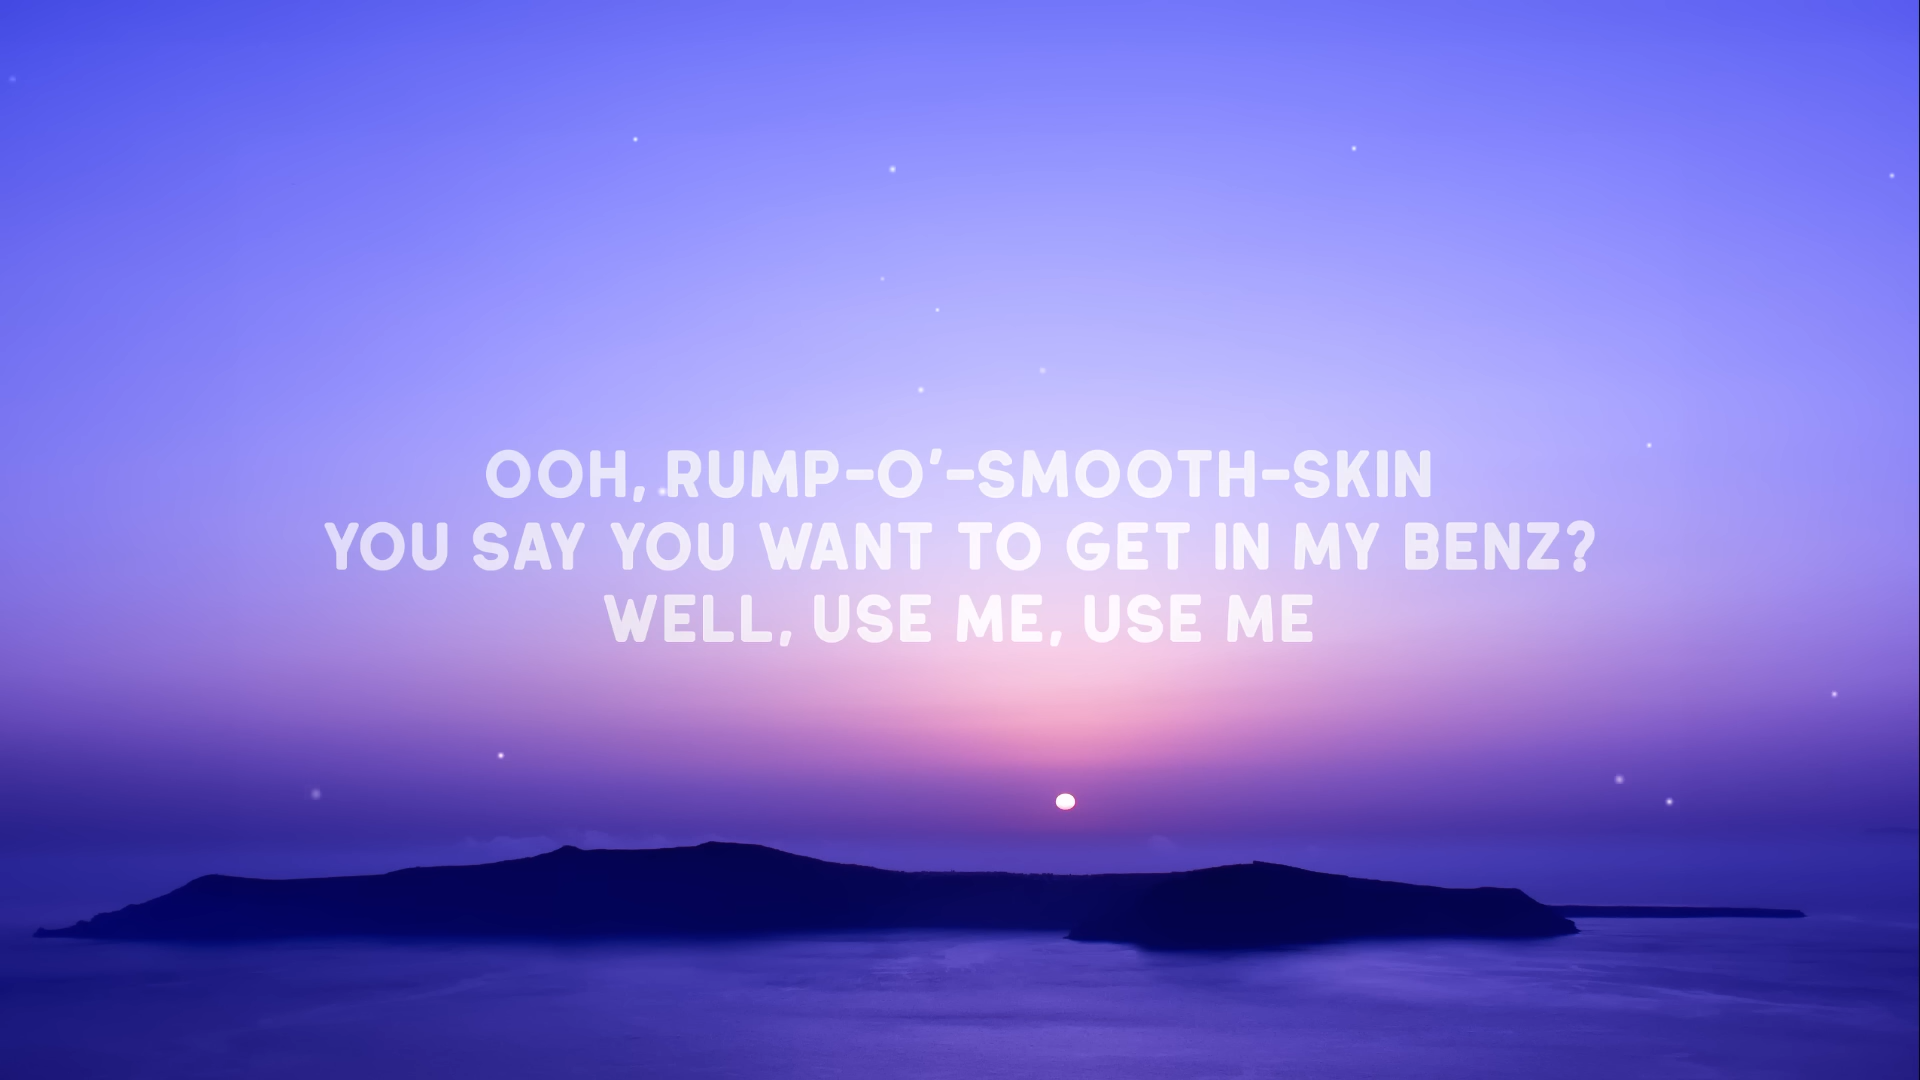 OOH, RUMP-O'-SMOOTH-SKIN
YOU SAY YOU WANT TO GET IN MY BENZ?
WELL, USE ME, USE ME